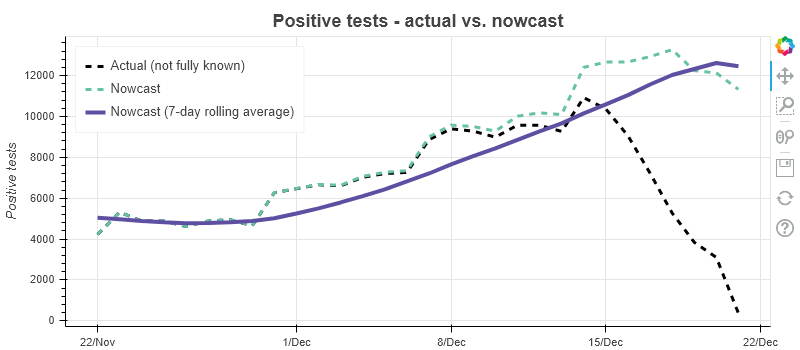 Positive tests - actual vs. nowcast
Actual (not fully known)
Nowcast
Nowcast (7-day rolling average)
Positive tests
12000
10000
8000
6000
4000
2000
0
22/Nov
1/Dec
8/Dec
15/Dec
22/Dec